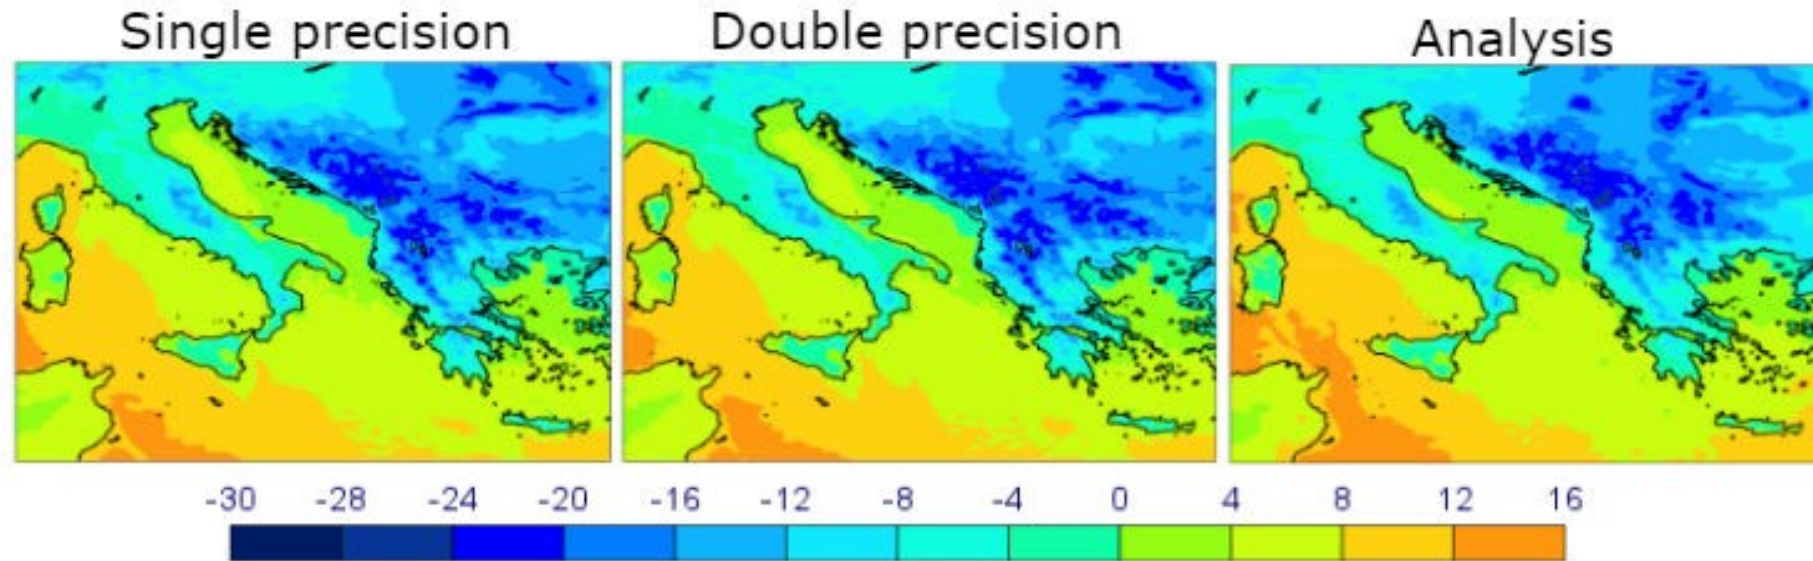 Single precision
Double precision
Analysis
-30 -28 -24 -20 -16 -12 -8 -4 0 4 8 12 16